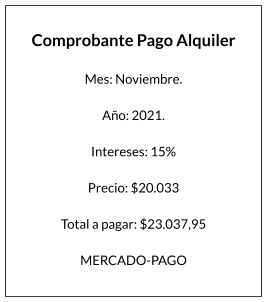 Comprobante Pago Alquiler
Mes: Noviembre.
Año: 2021.
Intereses: 15%
Precio: $20.033
Total a pagar: $23.037,95
MERCADO-PAGO